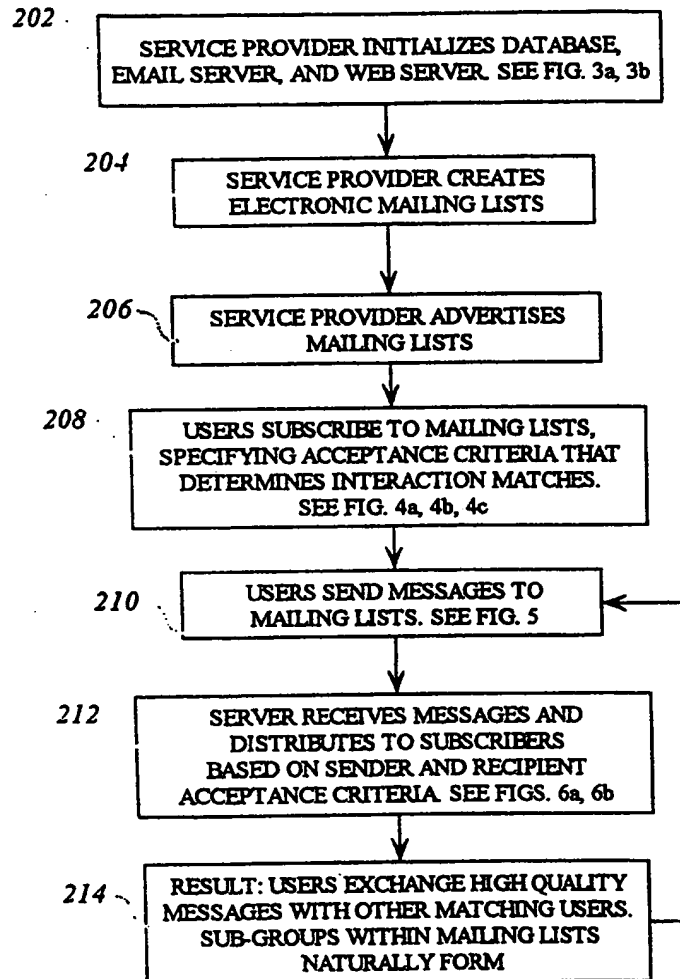 202
SERVICE PROVIDER INITIALIZES DATABASE,
EMAIL SERVER, AND WEB SERVER. SEE FIG. 3a, 3b
204
SERVICE PROVIDER CREATES
ELECTRONIC MAILING LISTS
206
SERVICE PROVIDER ADVERTISES
MAILING LISTS
208
USERS SUBSCRIBE TO MAILING LISTS,
SPECIFYING ACCEPTANCE CRITERIA THAT
DETERMINES INTERACTION MATCHES.
SEE FIG. 4a, 4b, 4c
210
USERS SEND MESSAGES TO
MAILING LISTS. SEE FIG. 5
212
SERVER RECEIVES MESSAGES AND
DISTRIBUTES TO SUBSCRIBERS
BASED ON SENDER AND RECIPIENT
ACCEPTANCE CRITERIA. SEE FIGS. 6a, 6b
214
RESULT: USERS EXCHANGE HIGH QUALITY
MESSAGES WITH OTHER MATCHING USERS.
SUB-GROUPS WITHIN MAILING LISTS
NATURALLY FORM